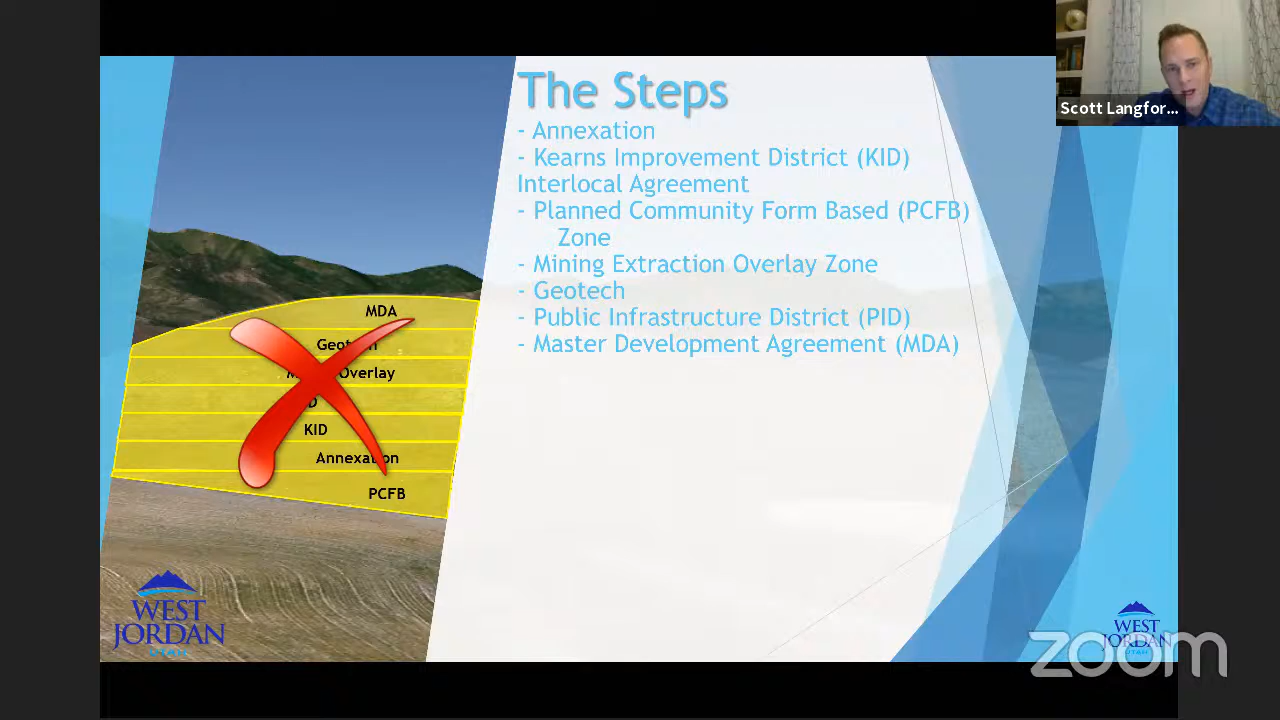 Scott Langfor...
The Steps
- Annexation
- Kearns Improvement District (KID)
Interlocal Agreement
- Planned Community Form Based (PCFB)
Zone
- Mining Extraction Overlay Zone
- Geotech
- Public Infrastructure District (PID)
- Master Development Agreement (MDA)
MDA
Overlay
KID
PCFB
WEST
JORDAN
UTAH
WEST
JORDAN
UTAH
zoom